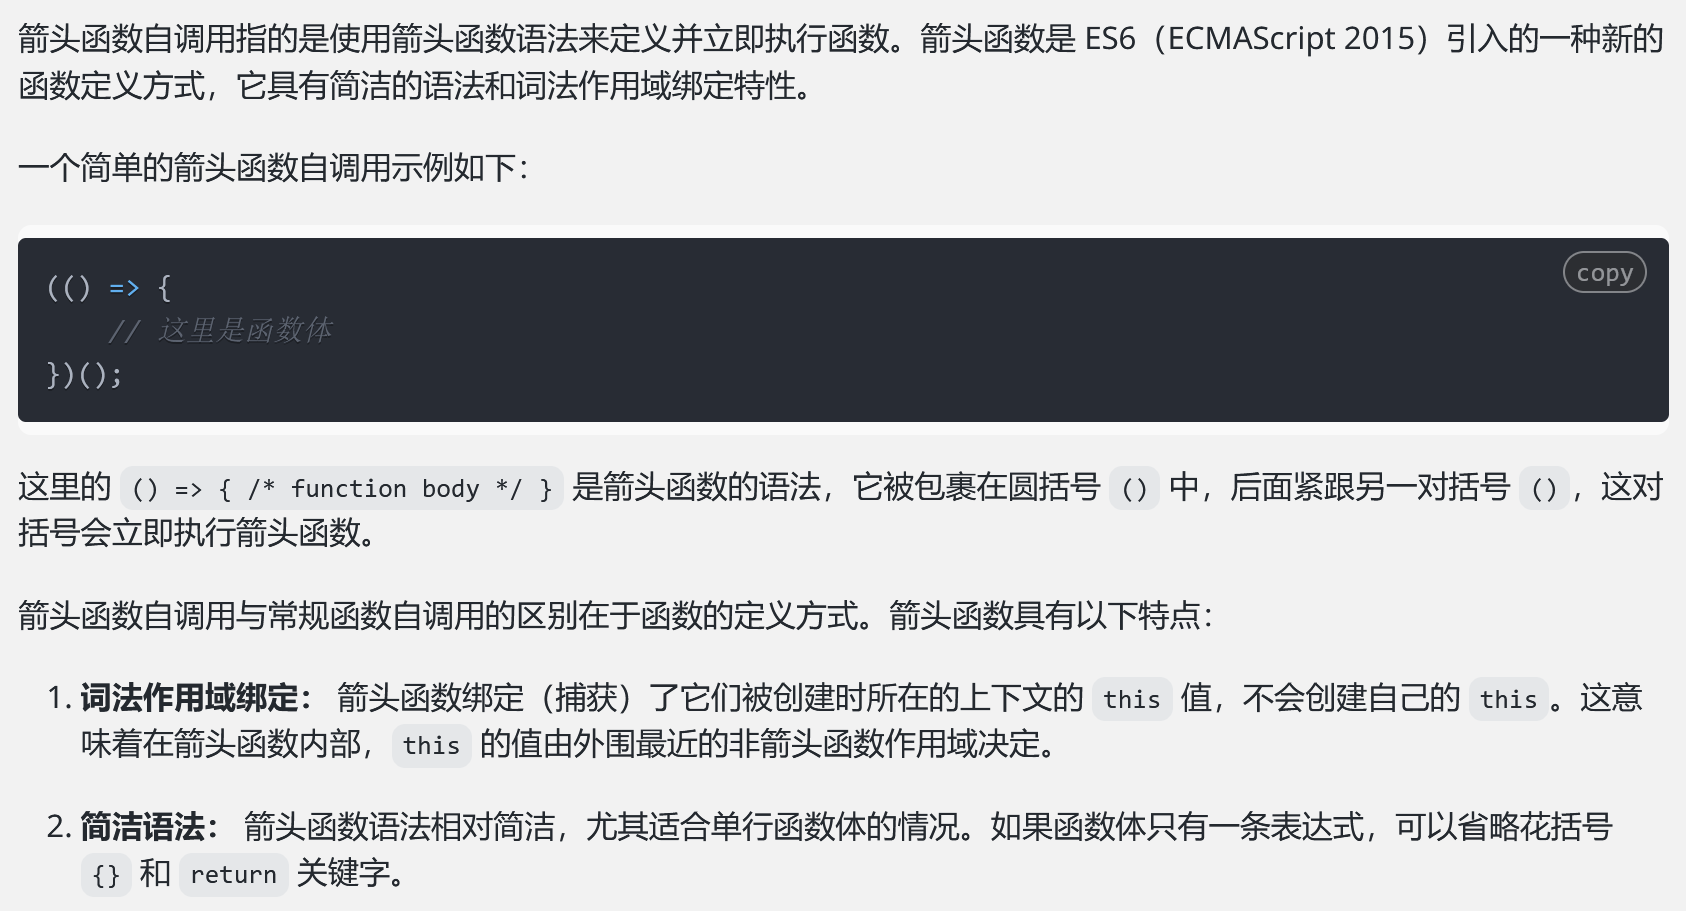 箭头函数自调用指的是使用箭头函数语法来定义并立即执行函数。箭头函数是 ES6（ECMAScript 2015）引入的一种新的
函数定义方式，它具有简洁的语法和词法作用域绑定特性。
一个简单的箭头函数自调用示例如下：
copy
(() => {
    // 这里是函数体
})();
这里的 () => { /* function body */ } 是箭头函数的语法，它被包裹在圆括号 () 中，后面紧跟另一对括号 ()，这对
括号会立即执行箭头函数。
箭头函数自调用与常规函数自调用的区别在于函数的定义方式。箭头函数具有以下特点：
1. 词法作用域绑定： 箭头函数绑定（捕获）了它们被创建时所在的上下文的 this 值，不会创建自己的 this。这意
味着在箭头函数内部，this 的值由外围最近的非箭头函数作用域决定。
2. 简洁语法： 箭头函数语法相对简洁，尤其适合单行函数体的情况。如果函数体只有一条表达式，可以省略花括号
{} 和 return 关键字。